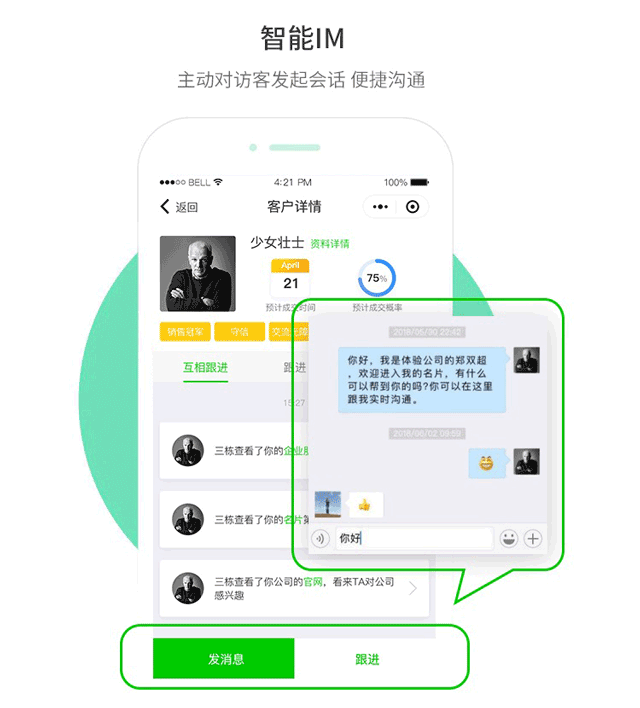 智能IM
主动对访客发起会话 便捷沟通
BELL
4:21 PM
100%
返回
客户详情
少女壮士 资料详情
April
21
75%
预计成交时间
预计成交概率
销售冠军
守信
交流无障
互相跟进
跟进
15:27
三栋查看了你的企业
三栋查看了你的名片
三栋查看了你公司的官网，看来TA对公司
感兴趣
2018/05/30 22:42
你好，我是体验公司的郑双超
，欢迎进入我的名片，有什么
可以帮到你的吗?你可以在这里
跟我实时沟通。
2018/06/02 09:59
你好
发消息
跟进